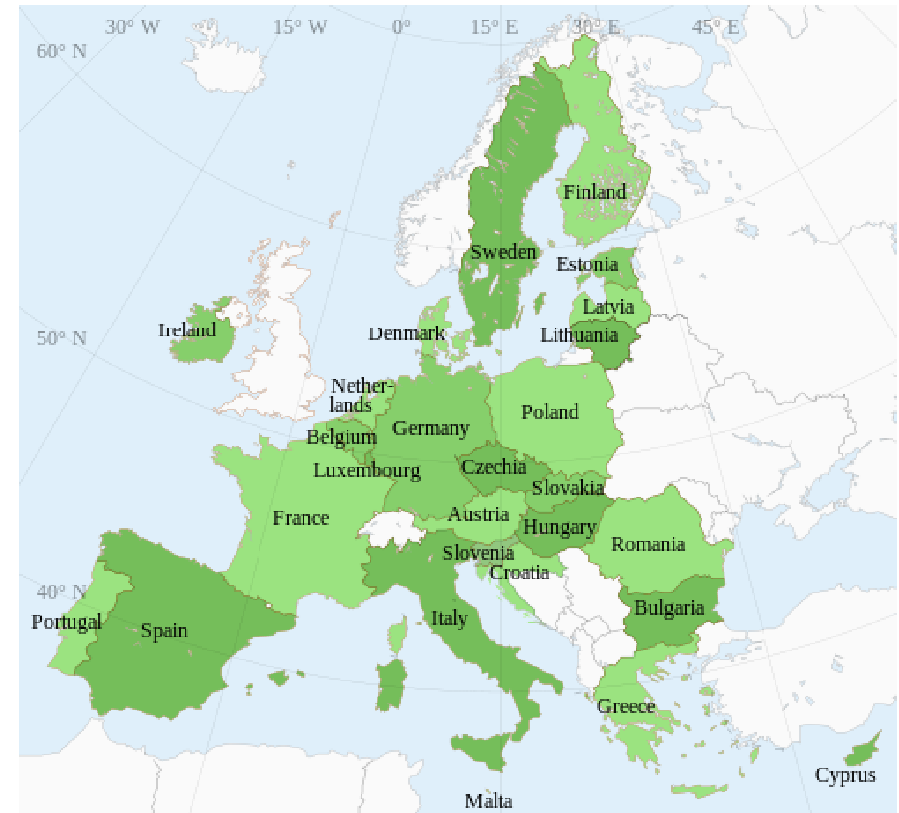 30° W
15° W
0°
15° E
30° E
45° E
60° N
Finland
Sweden
Estonia
Latvia
Ireland
Denmark
Lithuania
50° N
Nether-
lands
Poland
Germany
Belgium
Czechia
Luxembourg
Slovakia
Austria
France
Hungary
Romania
Slovenia
Croatia
40° N
Bulgaria
Portugal
Italy
Spain
Greece
Cyprus
Malta